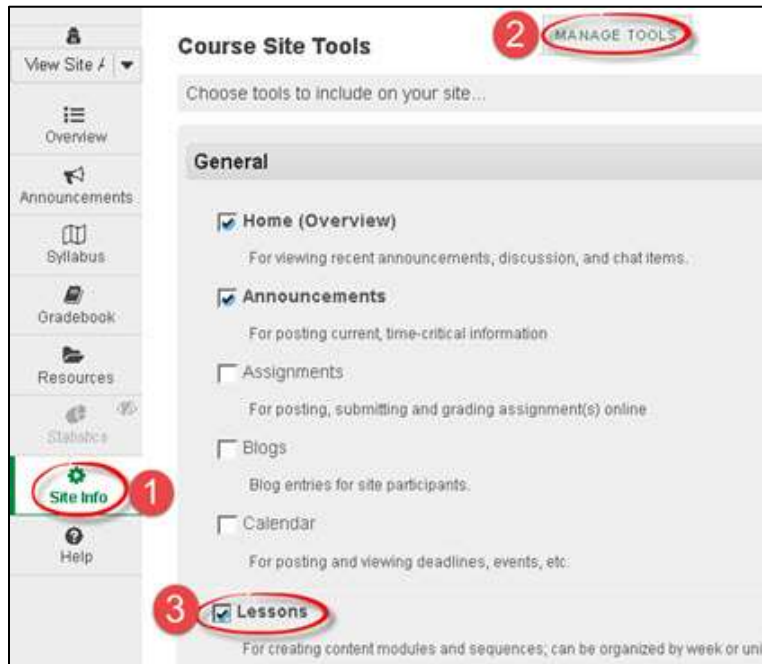 View Site A
Overview
Announcements
Syllabus
Gradebook
Resources
Statistics
Site Info
1
Help
Course Site Tools
2
MANAGE TOOLS
Choose tools to include on your site...
General
Home (Overview)
For viewing recent announcements, discussion, and chat items.
Announcements
For posting current, time-critical information
Assignments
For posting, submitting and grading assignment(s) online
Blogs
Blog entries for site participants.
Calendar
For posting and viewing deadlines, events, etc.
3
Lessons
For creating content modules and sequences; can be organized by week or uni